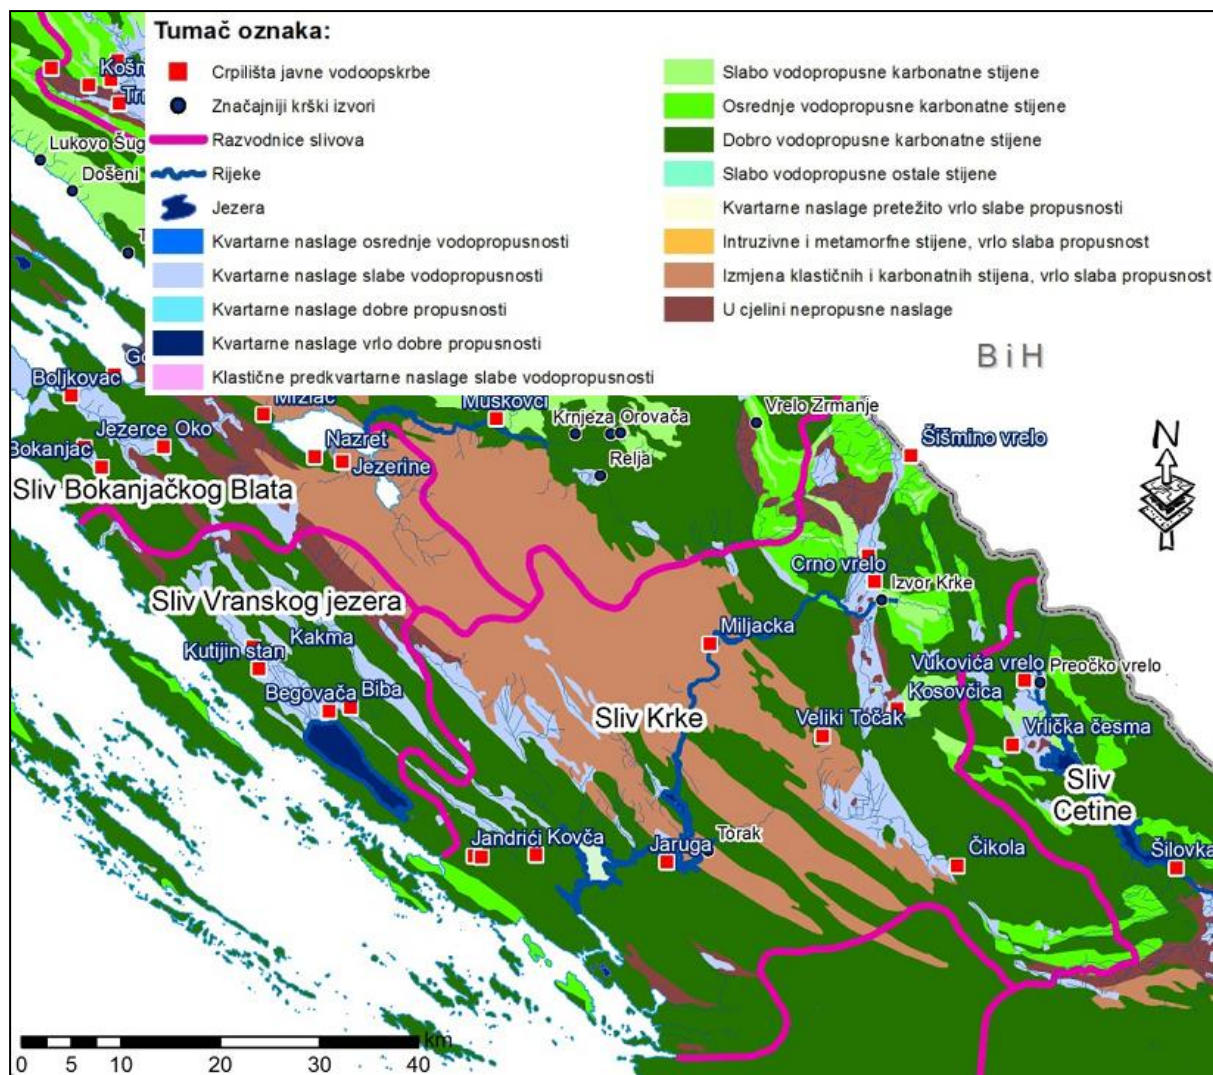 Tumač oznaka:
Crpilišta javne vodoopskrbe
Značajniji krški izvori
Razvodnice slivova
Rijeke
Jezera
Kvartarne naslage osrednje vodopropusnosti
Kvartarne naslage slabe vodopropusnosti
Kvartarne naslage dobre propusnosti
Kvartarne naslage vrlo dobre propusnosti
Klastične predkvartarne naslage slabe vodopropusnosti
Slabo vodopropusne karbonatne stijene
Osrednje vodopropusne karbonatne stijene
Dobro vodopropusne karbonatne stijene
Slabo vodopropusne ostale stijene
Kvartarne naslage pretežito vrlo slabe propusnosti
Intruzivne i metamorfne stijene, vrlo slaba propusnost
Izmjena klastičnih i karbonatnih stijena, vrlo slaba propusnost
U cjelini nepropusne naslage
Lukovo Šug
Došeni
BiH
Boljkovac
Mrzlac
Muškovci
Krnjeza
Orovača
Vrelo Zrmanje
Šišmino vrelo
N
Bokanjac
Jezerce
Oko
Nazret
Jezerine
Relja
Sliv Bokanjačkog Blata
Crno vrelo
Izvor Krke
Sliv Vranskog jezera
Kakma
Kutijin stan
Miljacka
Vukovića vrelo
Preočko vrelo
Begovača
Biba
Sliv Krke
Kosovčica
Veliki Točak
Vrlička česma
Sliv
Cetine
Jandrići
Kovča
Jaruga
Torak
Čikola
Šilovka
km
0 5 10 20 30 40